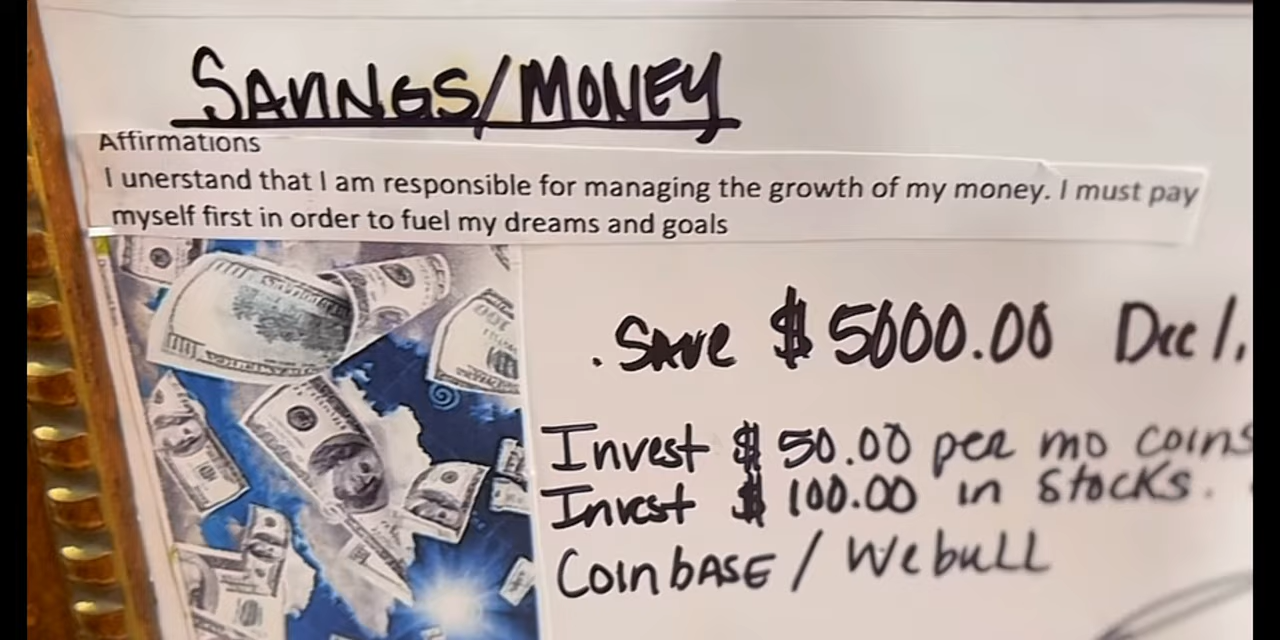 SAVINGS/MONEY
Affirmations
I unerstand that I am responsible for managing the growth of my money. I must pay
myself first in order to fuel my dreams and goals
. SAVE $ 5000.00 Dec 1,
Invest $ 50.00 per mo coins
Invest $ 100.00 in stocks.
CoinbASE / Webull